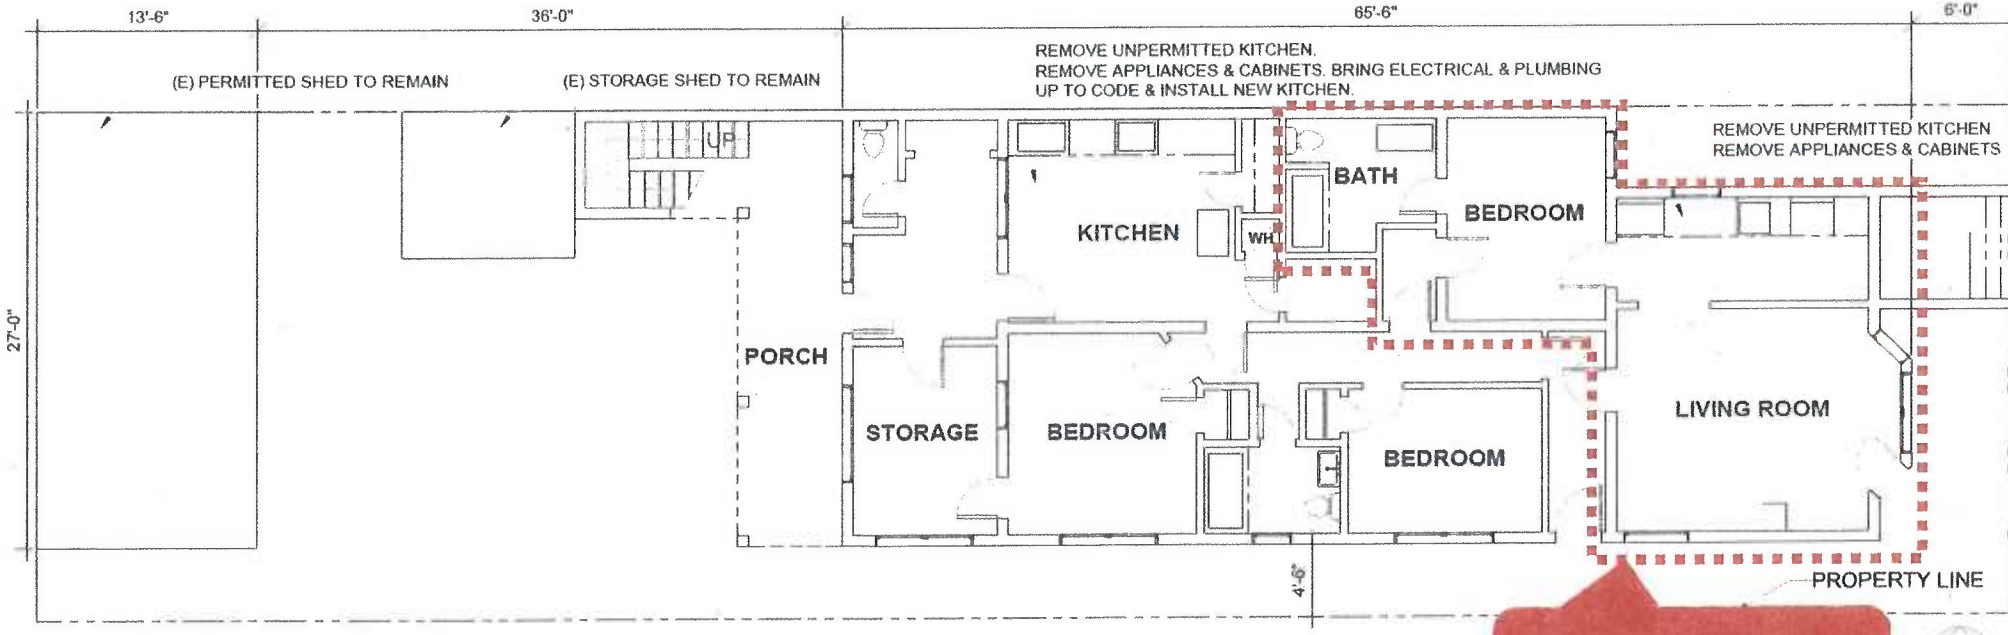 13'-6"
36'-0"
65'-6"
6'-0"
REMOVE UNPERMITTED KITCHEN.
REMOVE APPLIANCES & CABINETS. BRING ELECTRICAL & PLUMBING
UP TO CODE & INSTALL NEW KITCHEN.
(E) PERMITTED SHED TO REMAIN
(E) STORAGE SHED TO REMAIN
REMOVE UNPERMITTED KITCHEN
REMOVE APPLIANCES & CABINETS
UP
BATH
BEDROOM
KITCHEN
WH
27'-0"
PORCH
STORAGE
BEDROOM
BEDROOM
LIVING ROOM
4'-6"
PROPERTY LINE